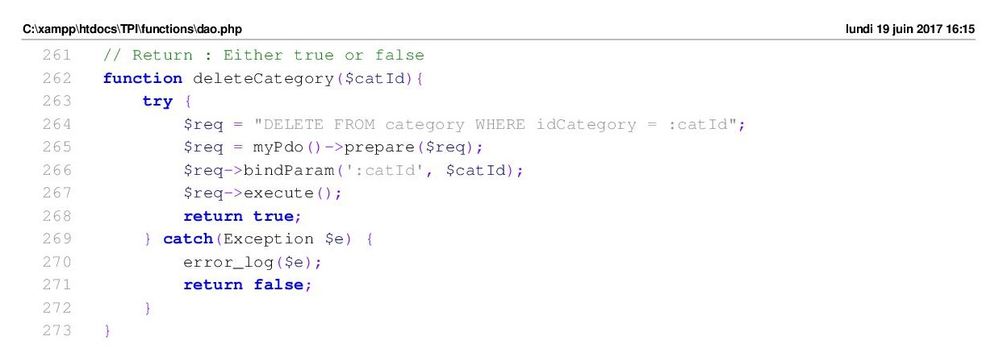 C:\xampp\htdocs\TPI\functions\dao.php lundi 19 juin 2017 16:15
261 // Return : Either true or false
262 function deleteCategory($catId){
263 try {
264 $req = "DELETE FROM category WHERE idCategory = :catId";
265 $req = myPdo()->prepare($req);
266 $req->bindParam(':catId', $catId);
267 $req->execute();
268 return true;
269 } catch(Exception $e) {
270 error_log($e);
271 return false;
272 }
273 }